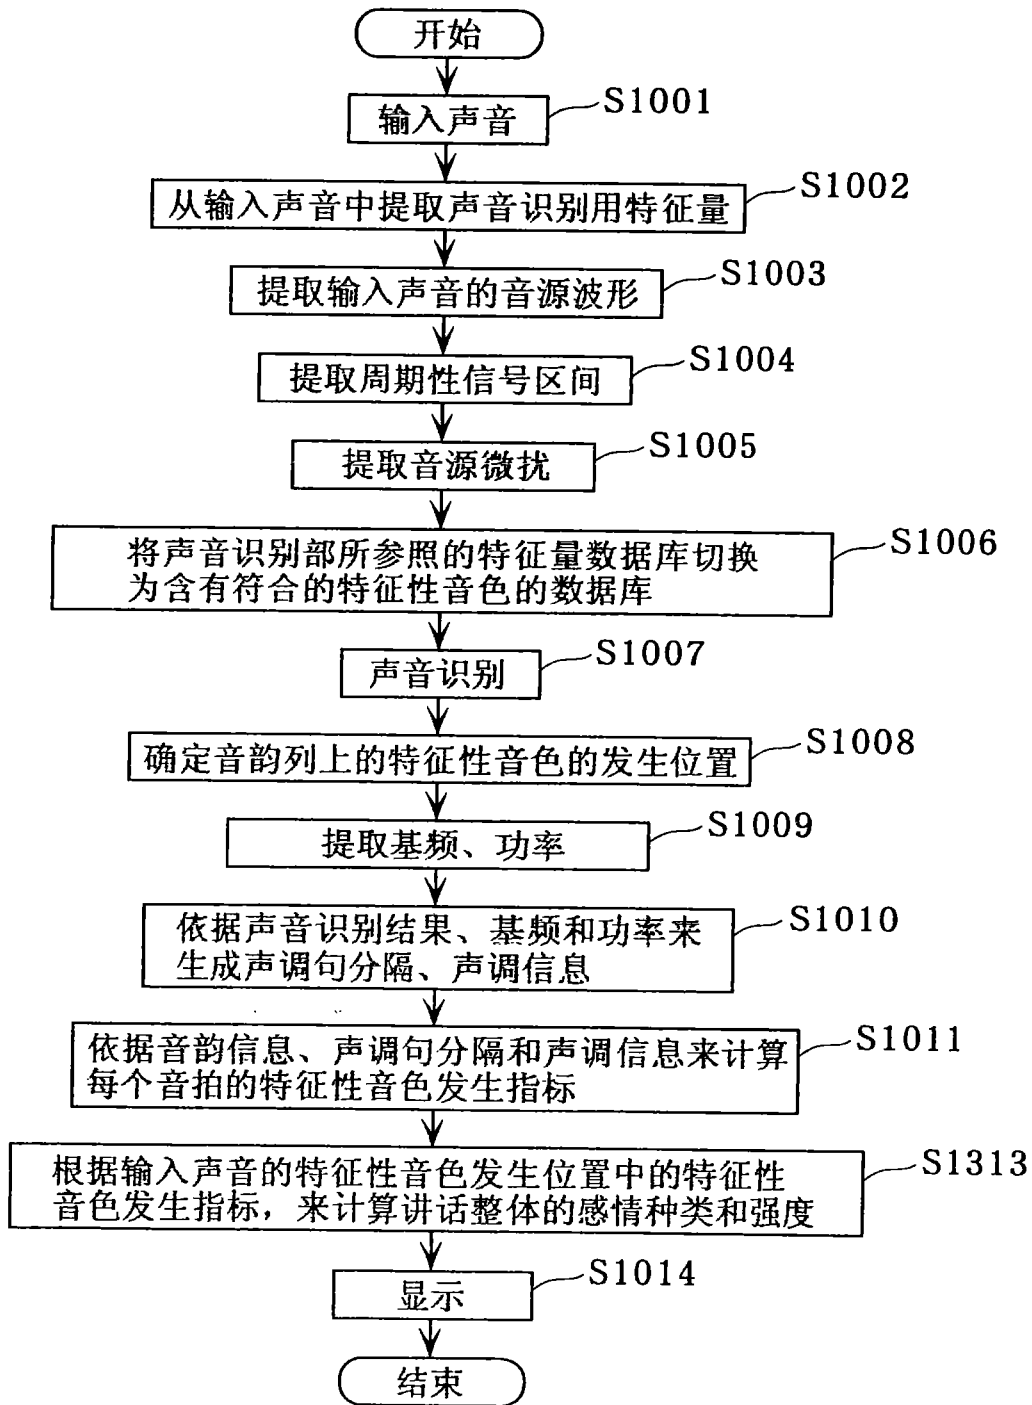 开始
输入声音
S1001
从输入声音中提取声音识别用特征量
S1002
提取输入声音的音源波形
S1003
提取周期性信号区间
S1004
提取音源微扰
S1005
将声音识别部所参照的特征量数据库切换
为含有符合的特征性音色的数据库
S1006
声音识别
S1007
确定音韵列上的特征性音色的发生位置
S1008
提取基频、功率
S1009
依据声音识别结果、基频和功率来
生成声调句分隔、声调信息
S1010
依据音韵信息、声调句分隔和声调信息来计算
每个音拍的特征性音色发生指标
S1011
根据输入声音的特征性音色发生位置中的特征性
音色发生指标，来计算讲话整体的感情种类和强度
S1313
显示
S1014
结束